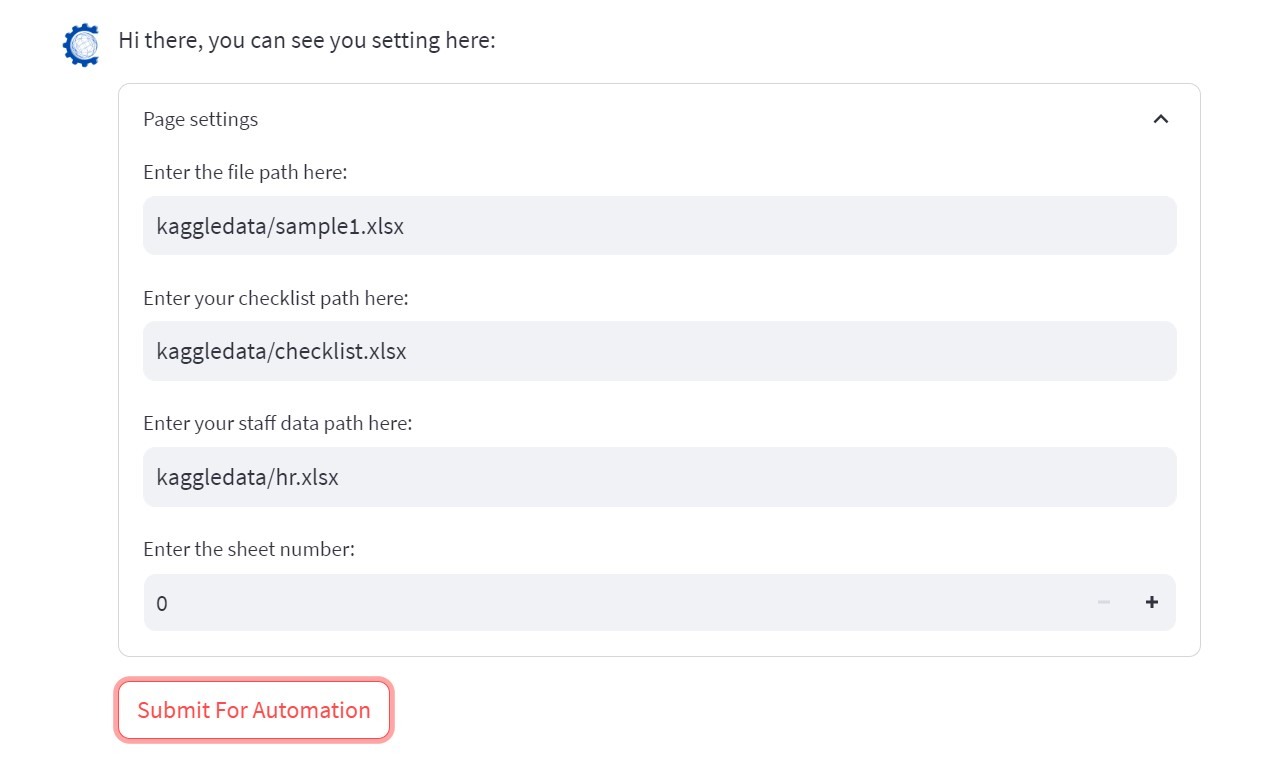 Hi there, you can see you setting here:
Page settings
Enter the file path here:
kaggledata/sample1.xlsx
Enter your checklist path here:
kaggledata/checklist.xlsx
Enter your staff data path here:
kaggledata/hr.xlsx
Enter the sheet number:
0
Submit For Automation